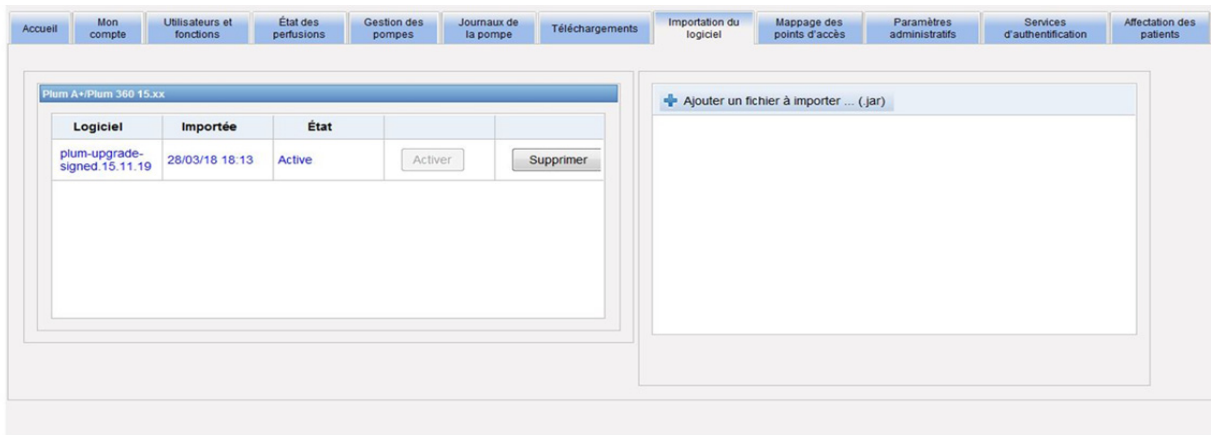 Accueil
Mon
compte
Utilisateurs et
fonctions
État des
perfusions
Gestion des
pompes
Journaux de
la pompe
Téléchargements
Importation du
logiciel
Mappage des
points d'accès
Paramètres
administratifs
Services
d'authentification
Affectation des
patients
Plum A+/Plum 360 15.xx
Logiciel Importée État
plum-upgrade-
signed.15.11.19
28/03/18 18:13 Active Activer Supprimer
Ajouter un fichier à importer ... (.jar)